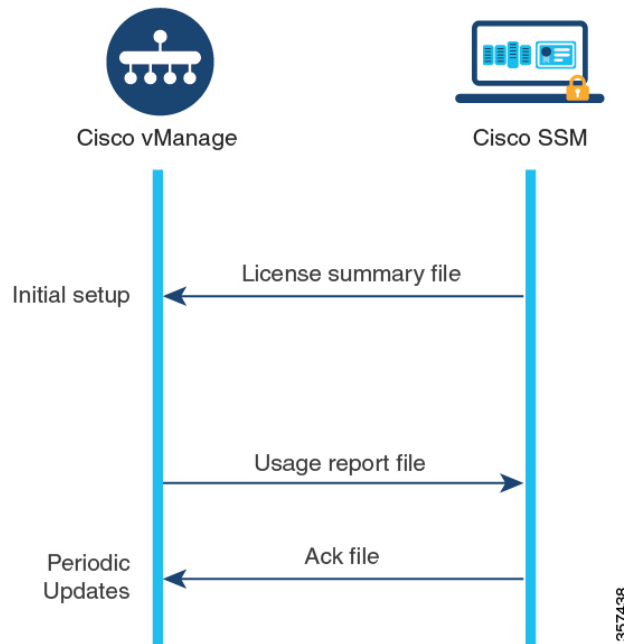 Cisco vManage
Cisco SSM
License summary file
Initial setup
Usage report file
Ack file
Periodic
Updates
357438